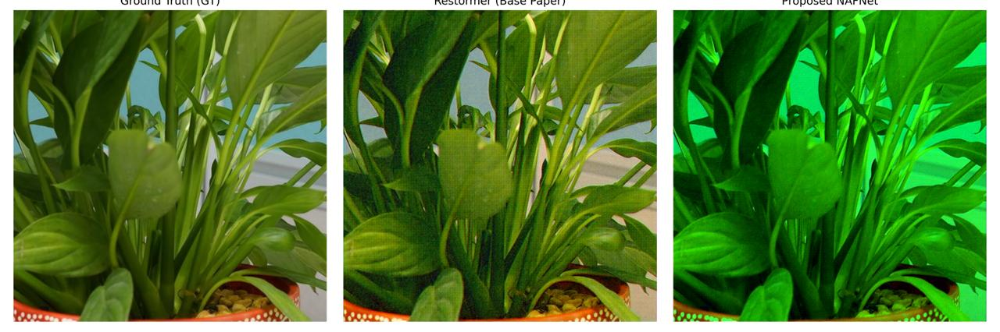 Ground Truth (GT)
Restormer (Base Paper)
Proposed NAFNet